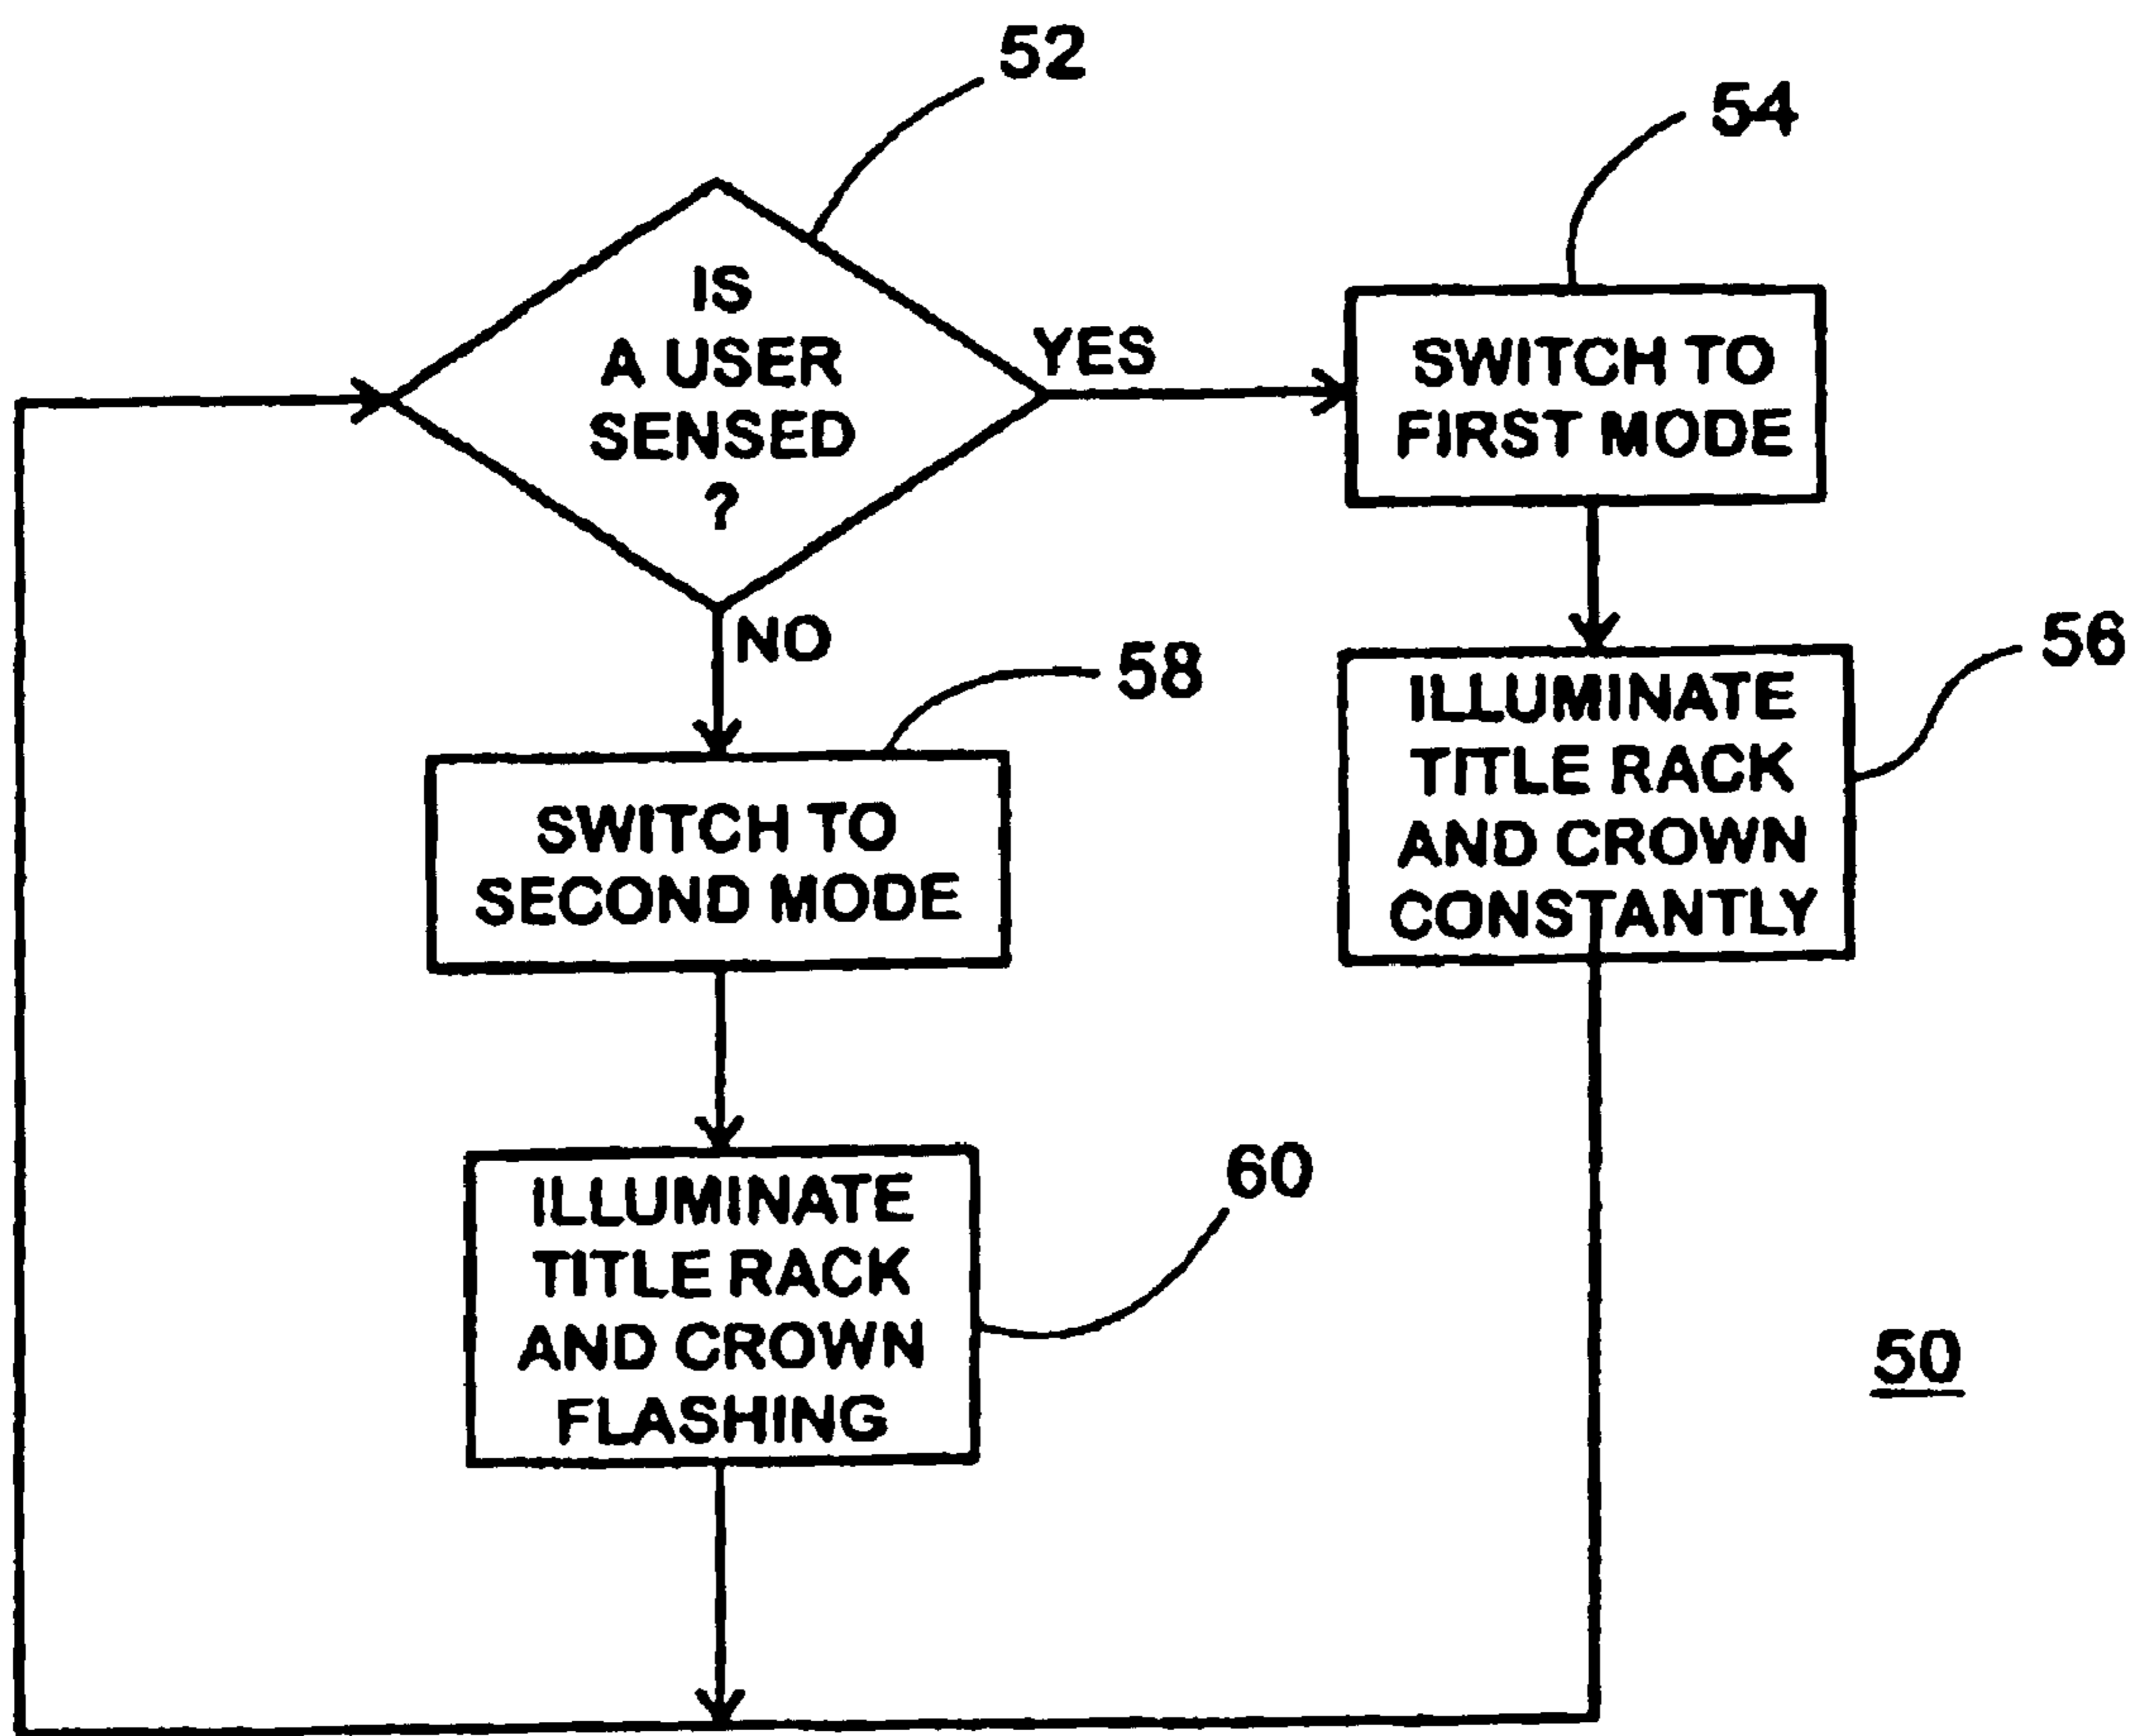 52
54
IS
A USER
SENSED
?
YES
SWITCH TO
FIRST MODE
NO
58
56
ILLUMINATE
TITLE RACK
AND CROWN
CONSTANTLY
SWITCH TO
SECOND MODE
60
ILLUMINATE
TITLE RACK
AND CROWN
FLASHING
50